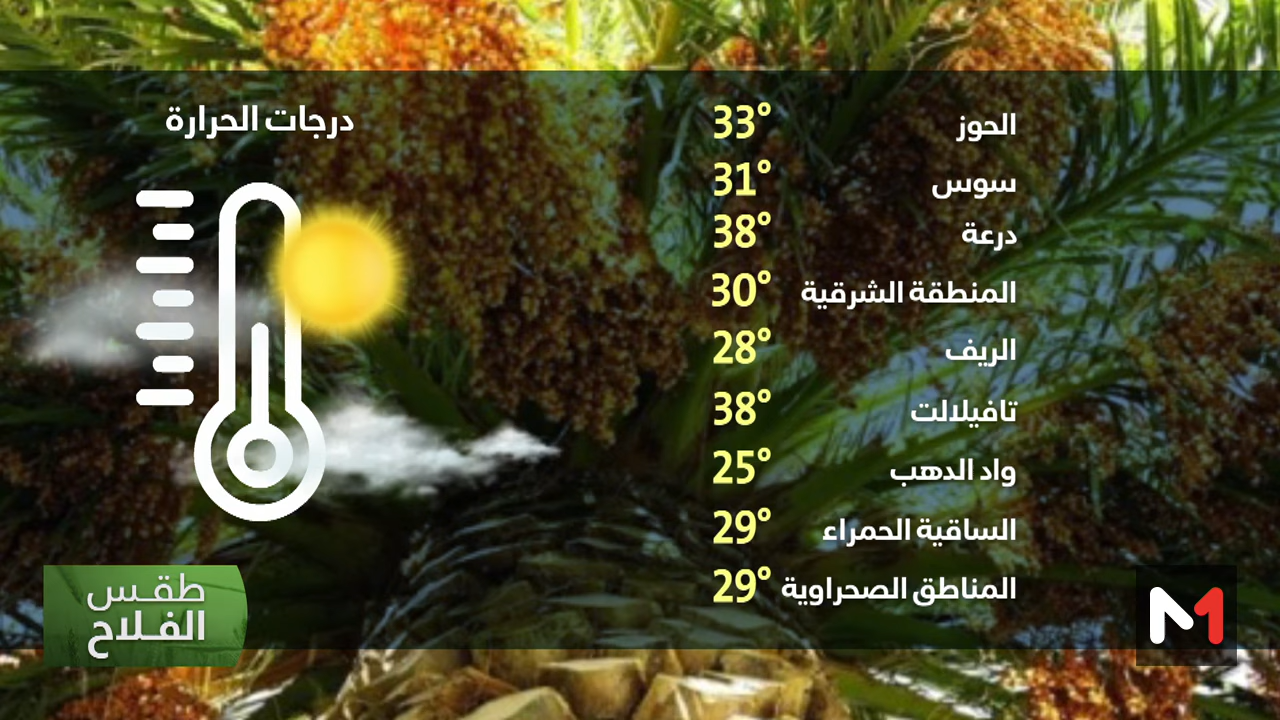 درجات الحرارة
الحوز 33°
سوس 31°
درعة 38°
المنطقة الشرقية 30°
الريف 28°
تافيلالت 38°
واد الدهب 25°
الساقية الحمراء 29°
المناطق الصحراوية 29°
طقس
الفلاح
M1